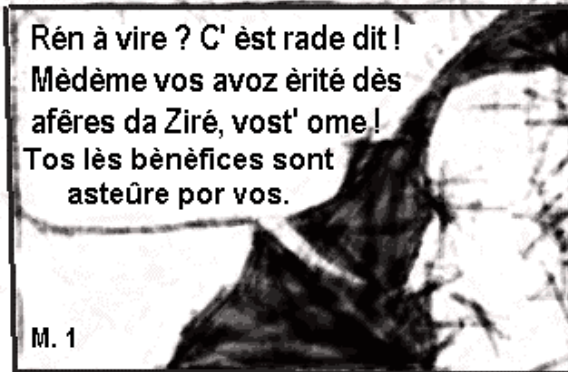 Rén à vire ? C' èst rade dit !
Mèdème vos avoz èrité dès
afêres da Ziré, vost' ome !
Tos lès bènèfices sont
asteûre por vos.
M. 1